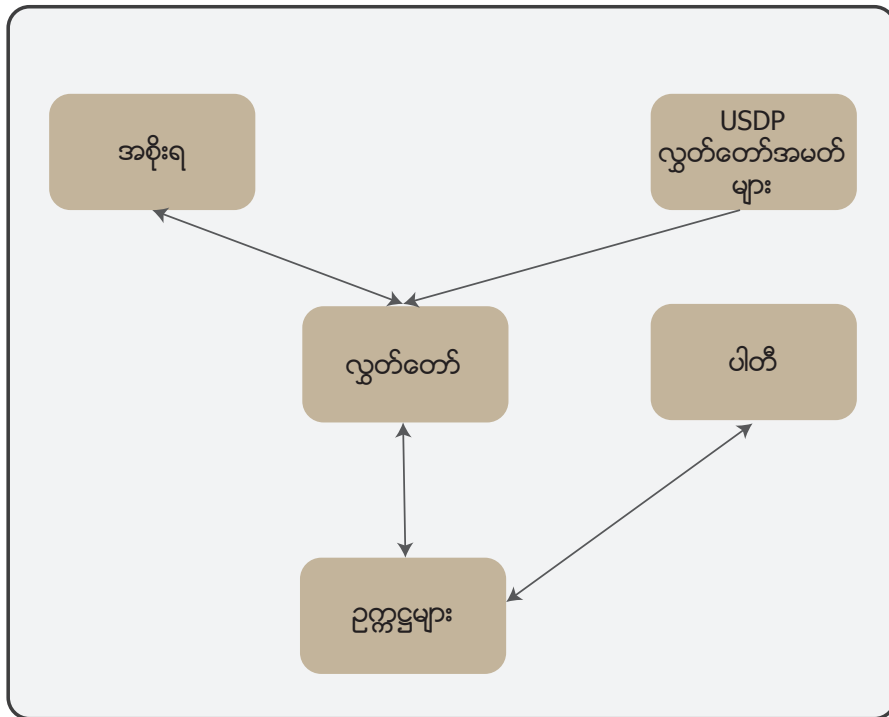 အစိုးရ
USDP
လွှတ်တော်အမတ်
များ
လွှတ်တော်
ပါတီ
ဥက္ကဋ္ဌများ